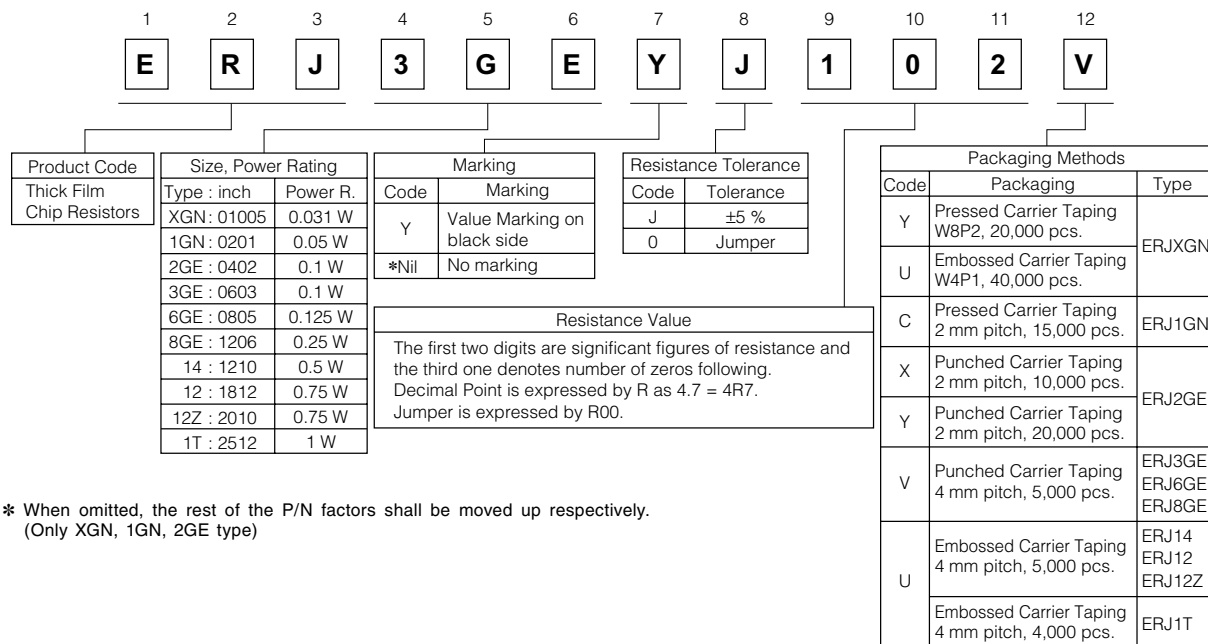 1 2 3 4 5 6 7 8 9 10 11 12
E R J 3 G E Y J 1 0 2 V
Product Code
Thick Film
Chip Resistors
Size, Power Rating
Type : inch Power R.
XGN : 01005 0.031 W
1GN : 0201 0.05 W
2GE : 0402 0.1 W
3GE : 0603 0.1 W
6GE : 0805 0.125 W
8GE : 1206 0.25 W
14 : 1210 0.5 W
12 : 1812 0.75 W
12Z : 2010 0.75 W
1T : 2512 1 W
Marking
Code Marking
Y Value Marking on
black side
✽Nil No marking
Resistance Tolerance
Code Tolerance
J ±5 %
0 Jumper
Resistance Value
The first two digits are significant figures of resistance and
the third one denotes number of zeros following.
Decimal Point is expressed by R as 4.7 = 4R7.
Jumper is expressed by R00.
Packaging Methods
Code Packaging Type
Y Pressed Carrier Taping
W8P2, 20,000 pcs.
ERJXGN
U Embossed Carrier Taping
W4P1, 40,000 pcs.
C Pressed Carrier Taping
2 mm pitch, 15,000 pcs. ERJ1GN
X Punched Carrier Taping
2 mm pitch, 10,000 pcs.
ERJ2GE
Y Punched Carrier Taping
2 mm pitch, 20,000 pcs.
V Punched Carrier Taping
4 mm pitch, 5,000 pcs.
ERJ3GE
ERJ6GE
ERJ8GE
U Embossed Carrier Taping
4 mm pitch, 5,000 pcs.
ERJ14
ERJ12
ERJ12Z
Embossed Carrier Taping
4 mm pitch, 4,000 pcs. ERJ1T
✽ When omitted, the rest of the P/N factors shall be moved up respectively.
(Only XGN, 1GN, 2GE type)